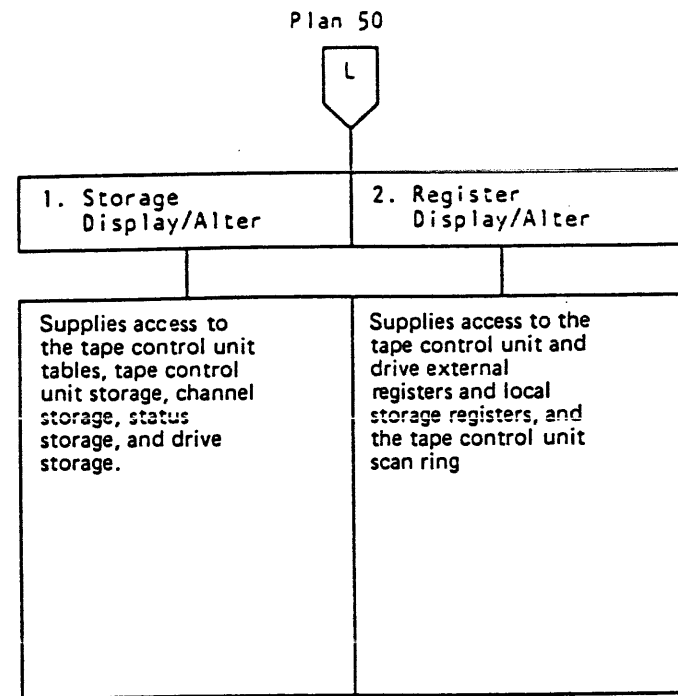 Plan 50
L
1. Storage
Display/Alter
2. Register
Display/Alter
Supplies access to
the tape control unit
tables, tape control
unit storage, channel
storage, status
storage, and drive
storage.
Supplies access to the
tape control unit and
drive external
registers and local
storage registers, and
the tape control unit
scan ring